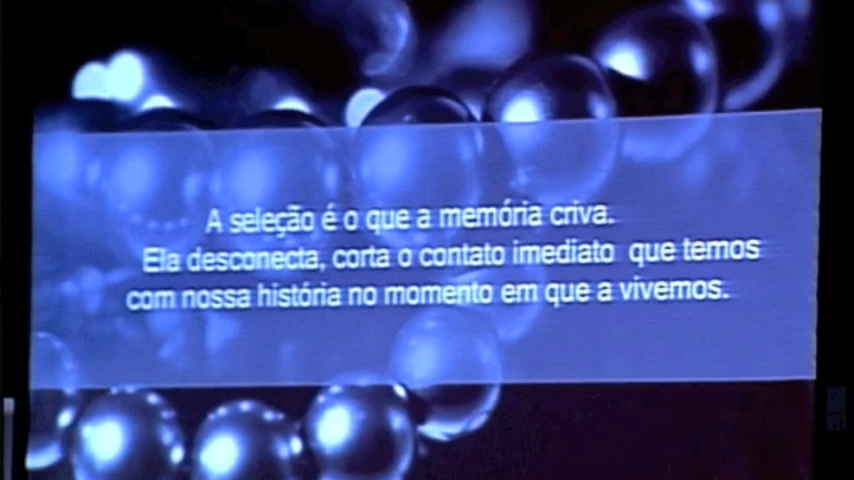 A seleção é o que a memória criva.
Ela desconecta, corta o contato imediato que temos
com nossa história no momento em que a vivemos.